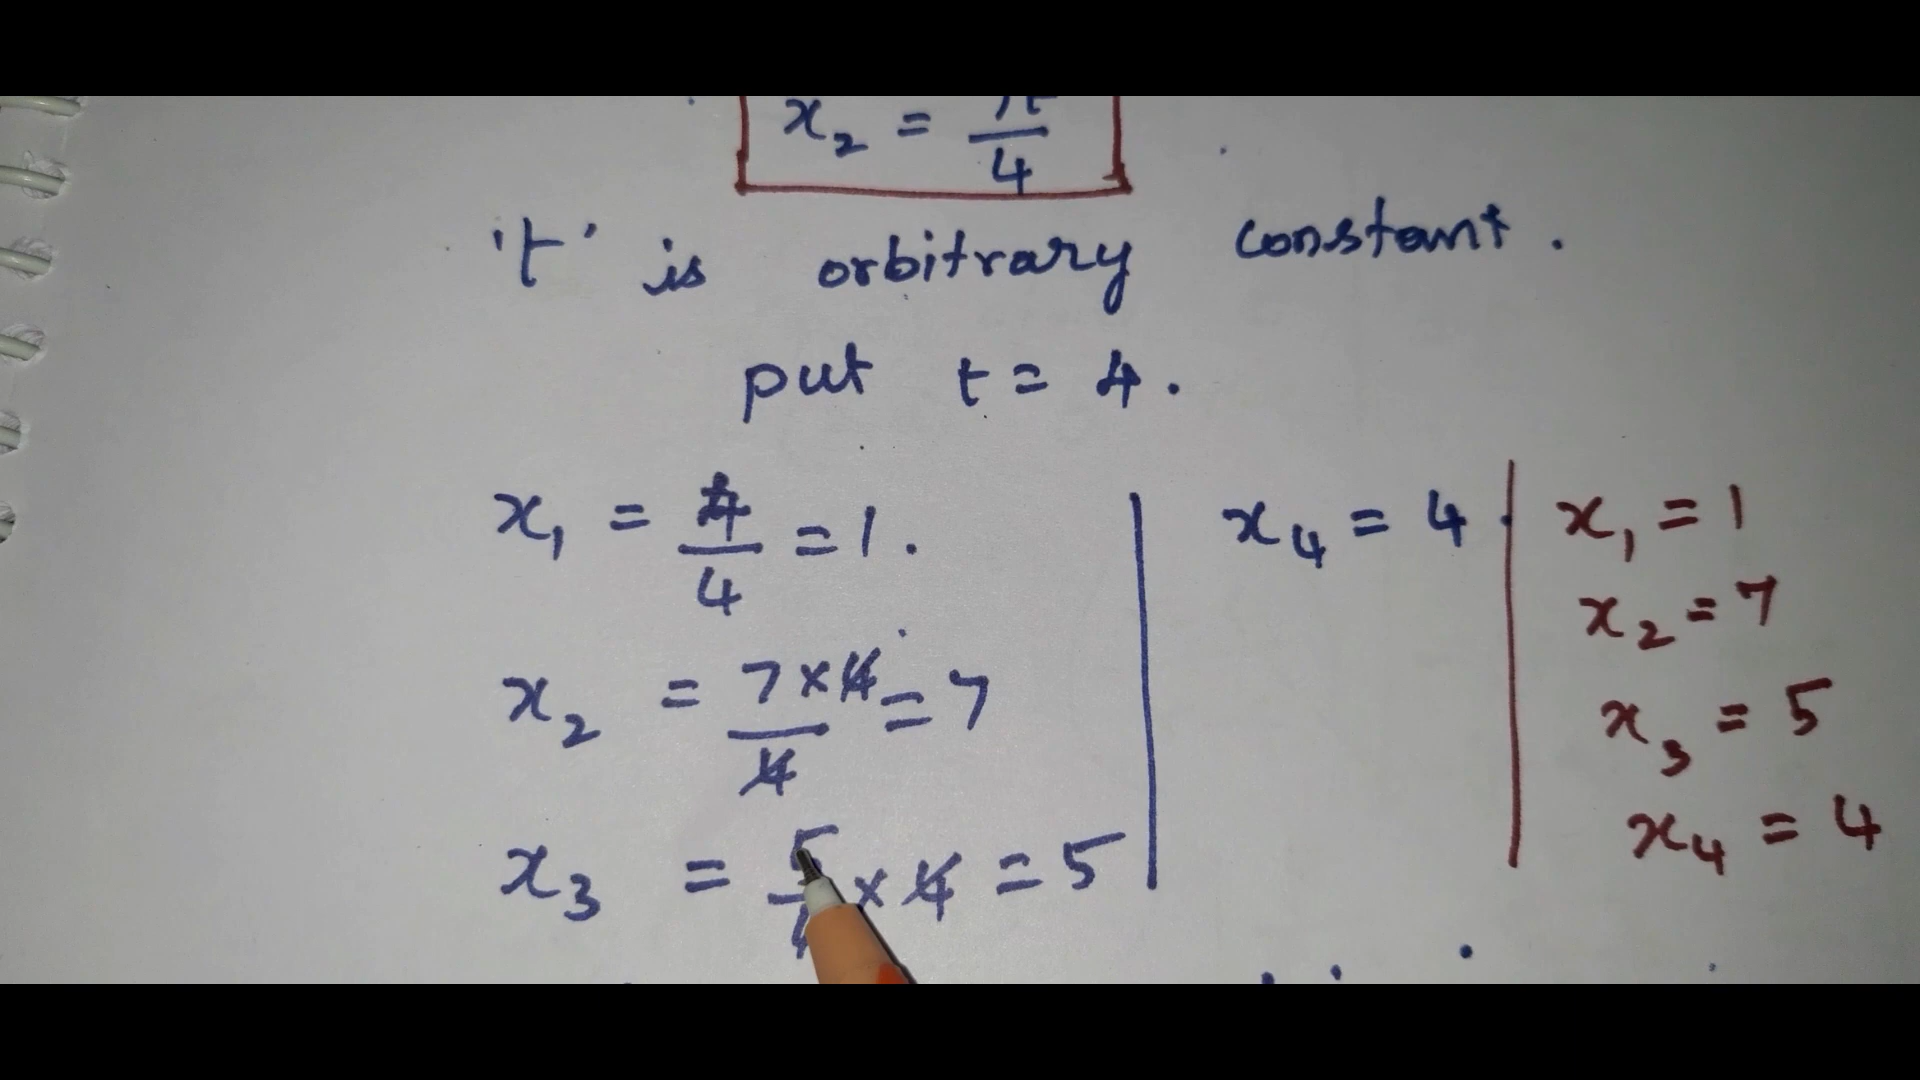 x₂ = 7t/4
't' is orbitrary constant.
put t = 4.
x₁ = 4/4 = 1.
x₂ = 7×4/4 = 7
x₃ = 5/4 × 4 = 5
x₄ = 4.
x₁ = 1
x₂ = 7
x₃ = 5
x₄ = 4